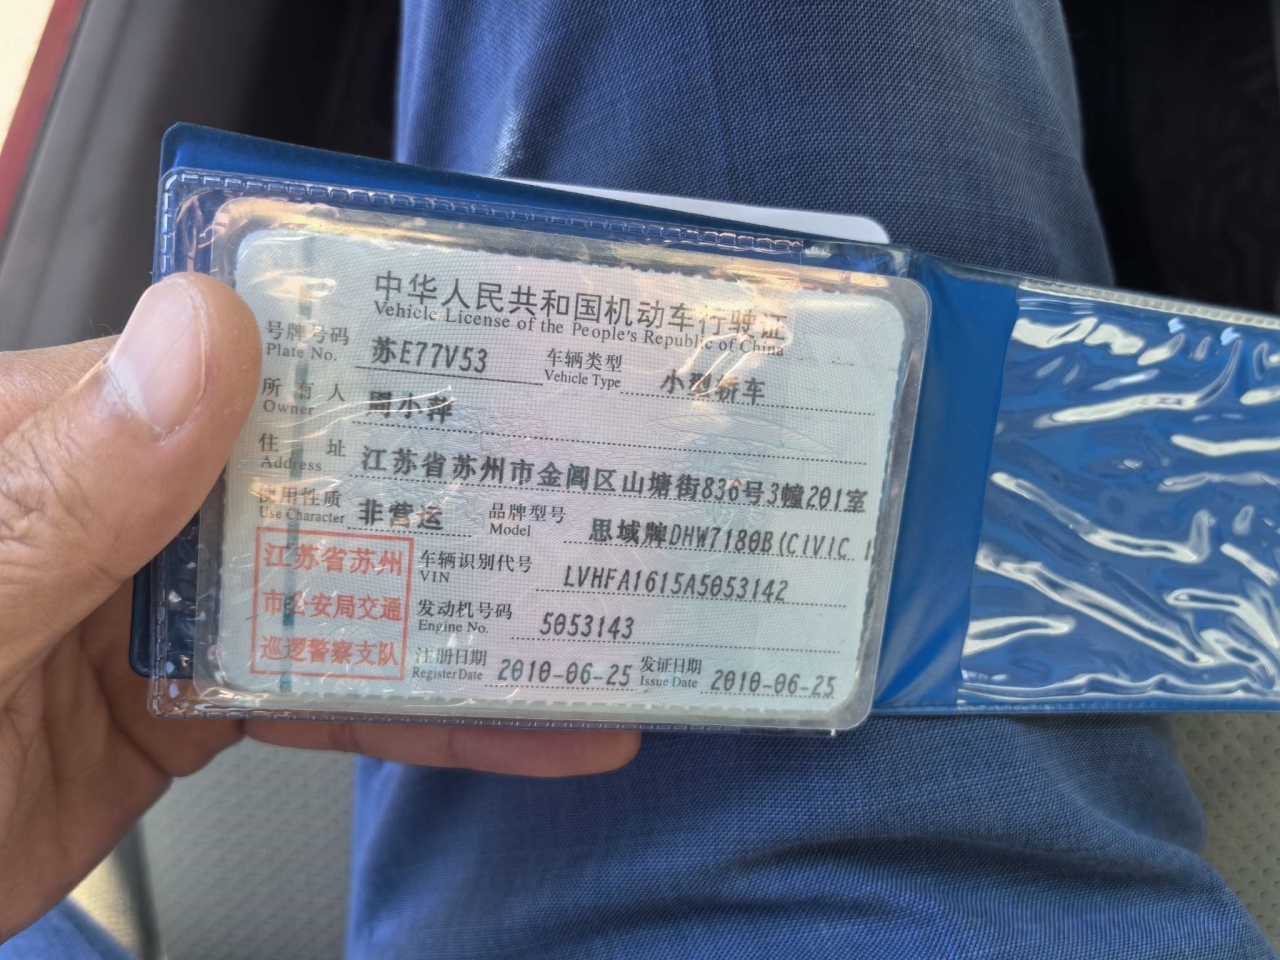 中华人民共和国机动车行驶证
Vehicle License of the People's Republic of China
号牌号码 苏E77V53 车辆类型 小型轿车
Plate No. Vehicle Type
所有人 周小萍
Owner
住址 江苏省苏州市金阊区山塘街836号3幢201室
Address
使用性质 非营运 品牌型号 思域牌DHW7180B(CIVIC 1
Use Character Model
江苏省苏州 车辆识别代号 LVHFA1615A5053142
VIN
市公安局交通 发动机号码 5053143
Engine No.
巡逻警察支队 注册日期 2010-06-25 发证日期 2010-06-25
Register Date Issue Date